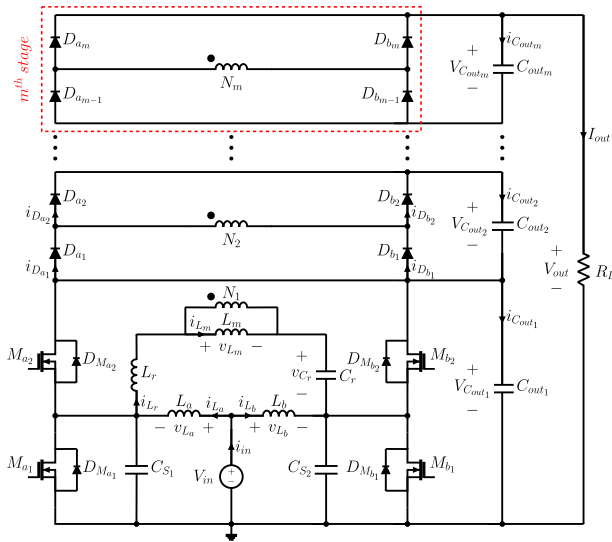 m^{th} stage
D_{a_m}
D_{b_m}
N_m
D_{a_{m-1}}
D_{b_{m-1}}
i_{C_{out_m}}
+
V_{C_{out_m}}
−
C_{out_m}
I_{out}
D_{a_2}
D_{b_2}
i_{D_{a_2}}
i_{D_{b_2}}
N_2
i_{C_{out_2}}
+
V_{C_{out_2}}
−
C_{out_2}
D_{a_1}
D_{b_1}
i_{D_{a_1}}
i_{D_{b_1}}
+
V_{out}
−
R_L
N_1
i_{L_m}
L_m
+ v_{L_m} −
i_{C_{out_1}}
M_{a_2}
D_{M_{a_2}}
L_r
+
v_{C_r}
−
C_r
D_{M_{b_2}}
M_{b_2}
+
V_{C_{out_1}}
−
C_{out_1}
i_{L_r}
L_a
i_{L_a}
i_{L_b}
L_b
− v_{L_a} +
+ v_{L_b} −
i_{in}
M_{a_1}
D_{M_{a_1}}
C_{S_1}
V_{in}
+
−
C_{S_2}
D_{M_{b_1}}
M_{b_1}